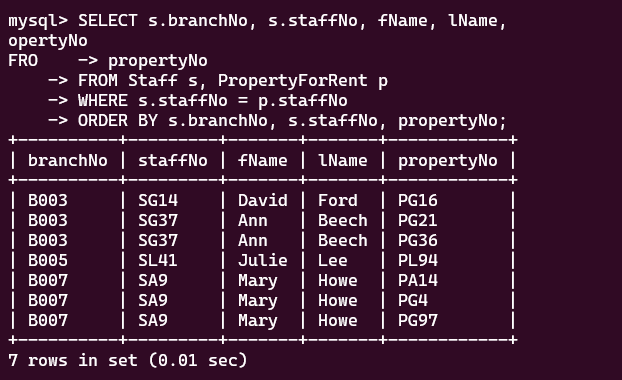 mysql> SELECT s.branchNo, s.staffNo, fName, lName,
opertyNo
FRO    -> propertyNo
    -> FROM Staff s, PropertyForRent p
    -> WHERE s.staffNo = p.staffNo
    -> ORDER BY s.branchNo, s.staffNo, propertyNo;
+----------+---------+-------+-------+------------+
| branchNo | staffNo | fName | lName | propertyNo |
+----------+---------+-------+-------+------------+
| B003     | SG14    | David | Ford  | PG16       |
| B003     | SG37    | Ann   | Beech | PG21       |
| B003     | SG37    | Ann   | Beech | PG36       |
| B005     | SL41    | Julie | Lee   | PL94       |
| B007     | SA9     | Mary  | Howe  | PA14       |
| B007     | SA9     | Mary  | Howe  | PG4        |
| B007     | SA9     | Mary  | Howe  | PG97       |
+----------+---------+-------+-------+------------+
7 rows in set (0.01 sec)